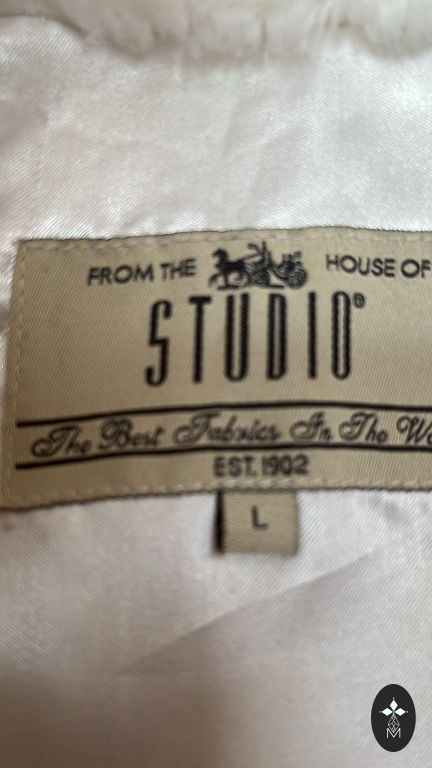 FROM THE HOUSE OF
STUDIO®
The Best Fabrics In The
EST. 1902
L
M